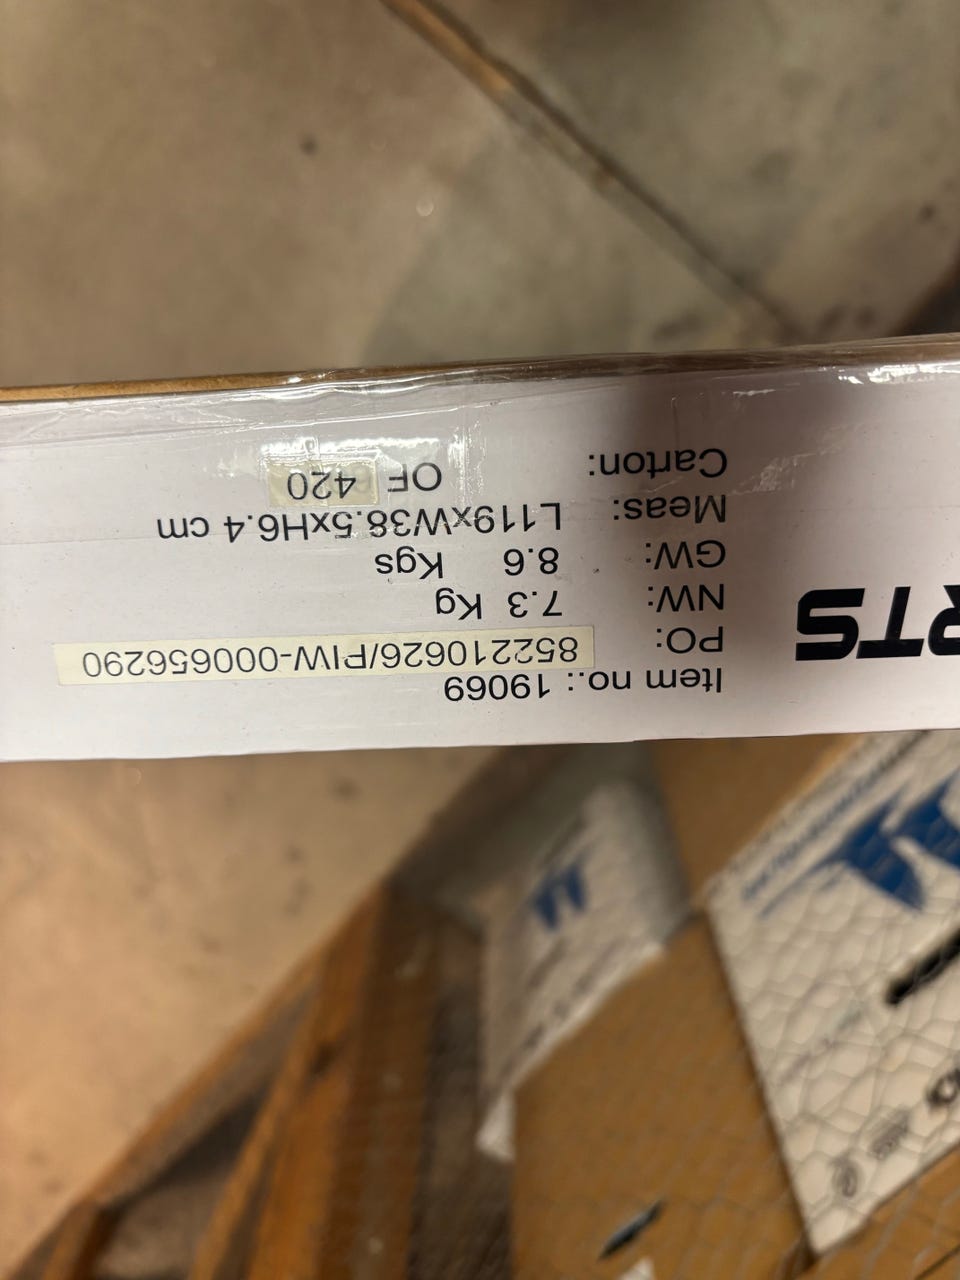 Item no.: 19069
PO: 852210626/PIW-000656290
NW: 7.3 Kg
GW: 8.6 Kgs
Meas: L119xW38.5xH6.4 cm
Carton: OF 420
RTS